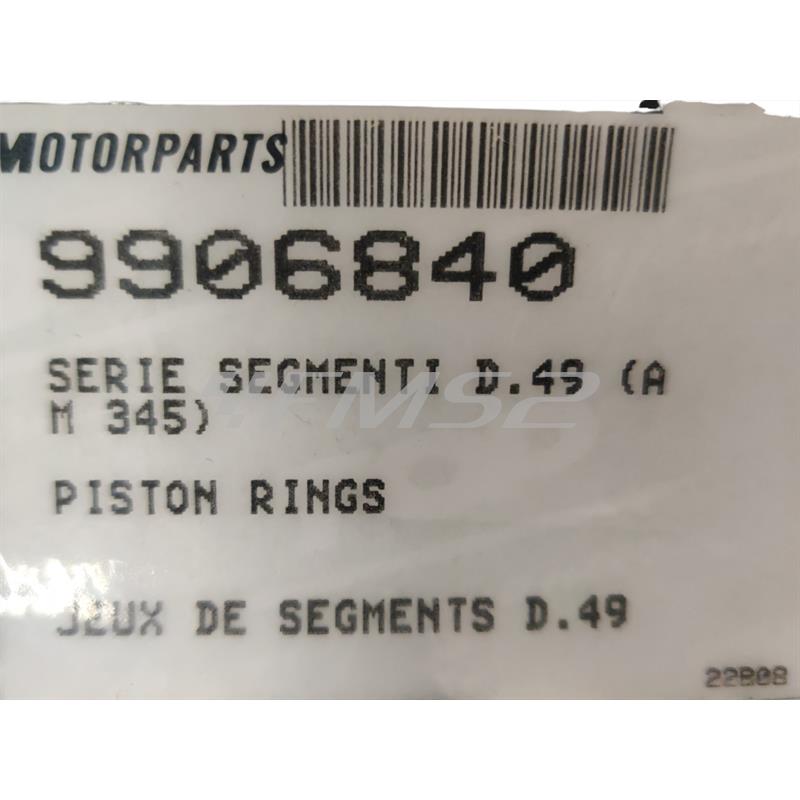 MOTORPARTS
9906840
SERIE SEGMENTI D.49 (A
M 345)
PISTON RINGS
JEUX DE SEGMENTS D.49
22B08